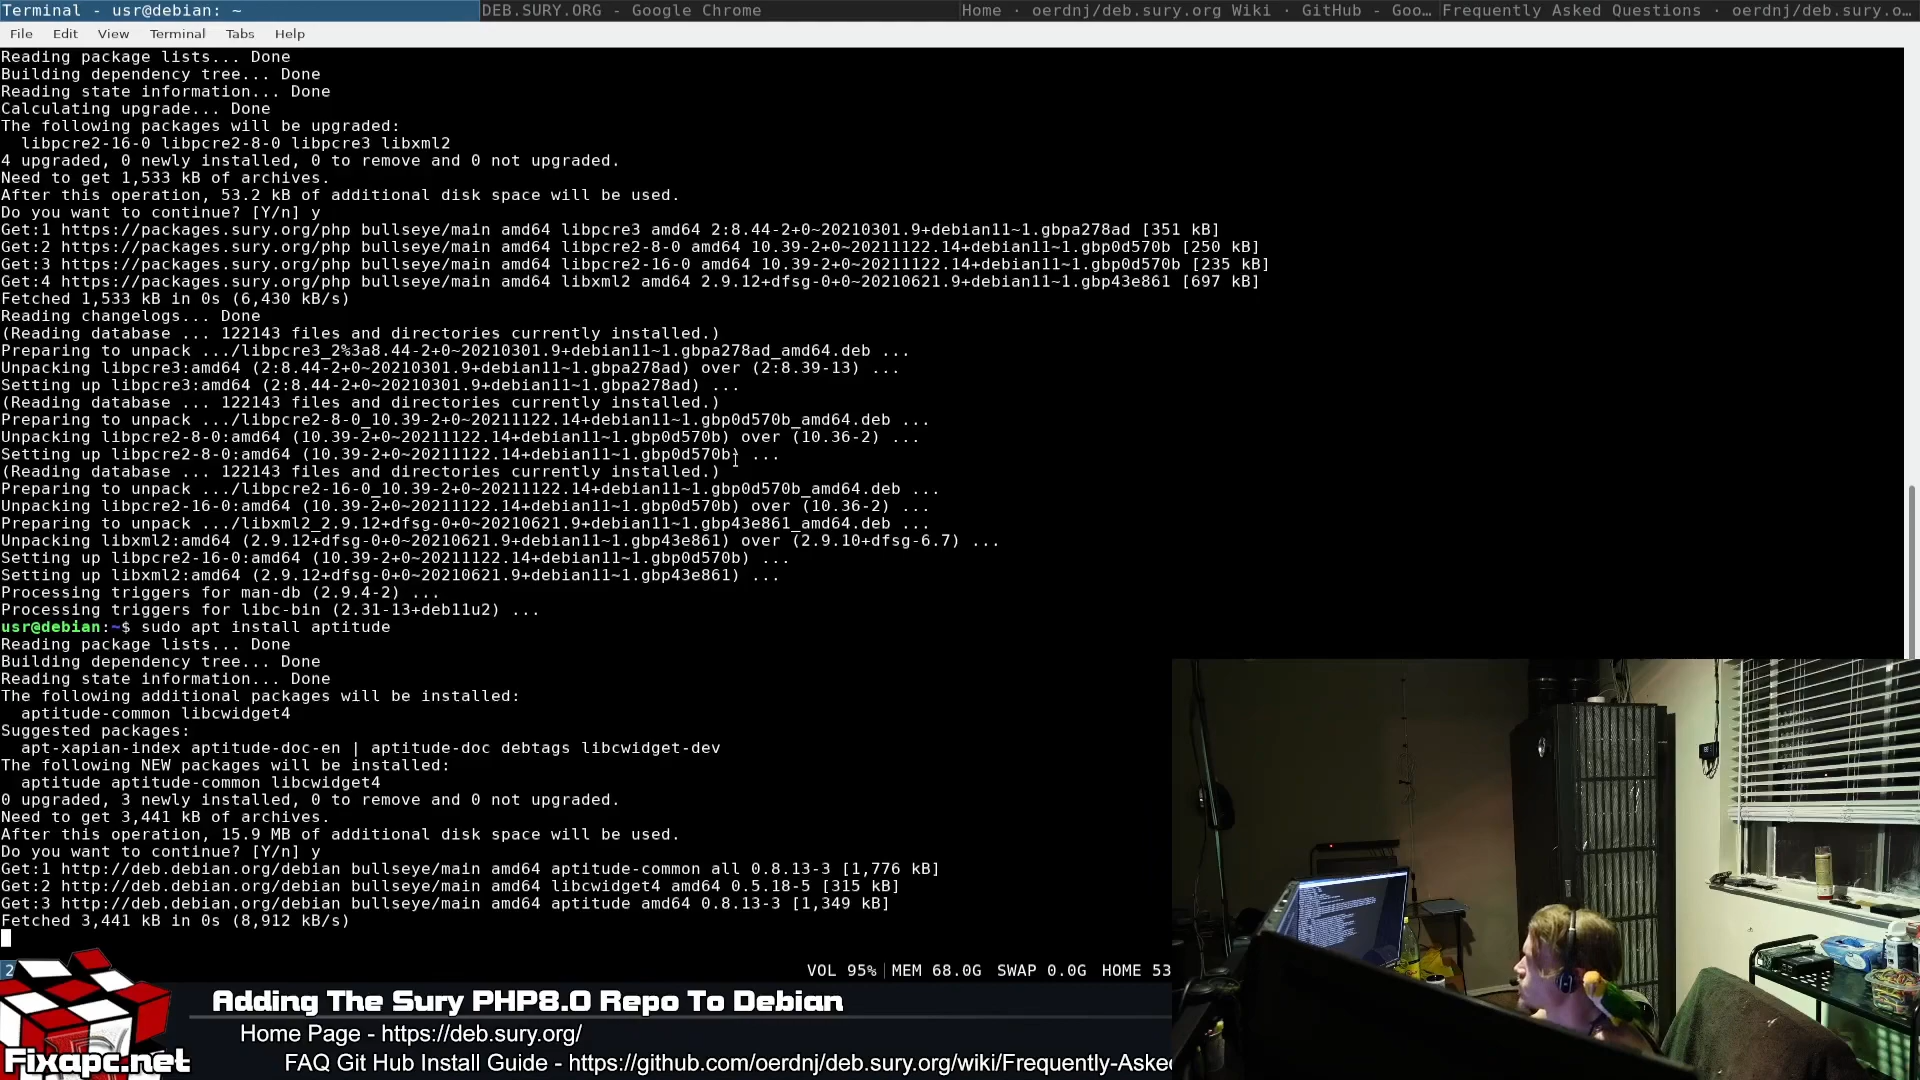 Terminal - usr@debian: ~
DEB.SURY.ORG - Google Chrome
Home · oerdnj/deb.sury.org Wiki · GitHub - Goo…
Frequently Asked Questions · oerdnj/deb.sury.o…
File Edit View Terminal Tabs Help
Reading package lists... Done
Building dependency tree... Done
Reading state information... Done
Calculating upgrade... Done
The following packages will be upgraded:
libpcre2-16-0 libpcre2-8-0 libpcre3 libxml2
4 upgraded, 0 newly installed, 0 to remove and 0 not upgraded.
Need to get 1,533 kB of archives.
After this operation, 53.2 kB of additional disk space will be used.
Do you want to continue? [Y/n] y
Get:1 https://packages.sury.org/php bullseye/main amd64 libpcre3 amd64 2:8.44-2+0~20210301.9+debian11~1.gbpa278ad [351 kB]
Get:2 https://packages.sury.org/php bullseye/main amd64 libpcre2-8-0 amd64 10.39-2+0~20211122.14+debian11~1.gbp0d570b [250 kB]
Get:3 https://packages.sury.org/php bullseye/main amd64 libpcre2-16-0 amd64 10.39-2+0~20211122.14+debian11~1.gbp0d570b [235 kB]
Get:4 https://packages.sury.org/php bullseye/main amd64 libxml2 amd64 2.9.12+dfsg-0+0~20210621.9+debian11~1.gbp43e861 [697 kB]
Fetched 1,533 kB in 0s (6,430 kB/s)
Reading changelogs... Done
(Reading database ... 122143 files and directories currently installed.)
Preparing to unpack .../libpcre3_2%3a8.44-2+0~20210301.9+debian11~1.gbpa278ad_amd64.deb ...
Unpacking libpcre3:amd64 (2:8.44-2+0~20210301.9+debian11~1.gbpa278ad) over (2:8.39-13) ...
Setting up libpcre3:amd64 (2:8.44-2+0~20210301.9+debian11~1.gbpa278ad) ...
(Reading database ... 122143 files and directories currently installed.)
Preparing to unpack .../libpcre2-8-0_10.39-2+0~20211122.14+debian11~1.gbp0d570b_amd64.deb ...
Unpacking libpcre2-8-0:amd64 (10.39-2+0~20211122.14+debian11~1.gbp0d570b) over (10.36-2) ...
Setting up libpcre2-8-0:amd64 (10.39-2+0~20211122.14+debian11~1.gbp0d570b) ...
(Reading database ... 122143 files and directories currently installed.)
Preparing to unpack .../libpcre2-16-0_10.39-2+0~20211122.14+debian11~1.gbp0d570b_amd64.deb ...
Unpacking libpcre2-16-0:amd64 (10.39-2+0~20211122.14+debian11~1.gbp0d570b) over (10.36-2) ...
Preparing to unpack .../libxml2_2.9.12+dfsg-0+0~20210621.9+debian11~1.gbp43e861_amd64.deb ...
Unpacking libxml2:amd64 (2.9.12+dfsg-0+0~20210621.9+debian11~1.gbp43e861) over (2.9.10+dfsg-6.7) ...
Setting up libpcre2-16-0:amd64 (10.39-2+0~20211122.14+debian11~1.gbp0d570b) ...
Setting up libxml2:amd64 (2.9.12+dfsg-0+0~20210621.9+debian11~1.gbp43e861) ...
Processing triggers for man-db (2.9.4-2) ...
Processing triggers for libc-bin (2.31-13+deb11u2) ...
usr@debian:~$ sudo apt install aptitude
Reading package lists... Done
Building dependency tree... Done
Reading state information... Done
The following additional packages will be installed:
aptitude-common libcwidget4
Suggested packages:
apt-xapian-index aptitude-doc-en | aptitude-doc debtags libcwidget-dev
The following NEW packages will be installed:
aptitude aptitude-common libcwidget4
0 upgraded, 3 newly installed, 0 to remove and 0 not upgraded.
Need to get 3,441 kB of archives.
After this operation, 15.9 MB of additional disk space will be used.
Do you want to continue? [Y/n] y
Get:1 http://deb.debian.org/debian bullseye/main amd64 aptitude-common all 0.8.13-3 [1,776 kB]
Get:2 http://deb.debian.org/debian bullseye/main amd64 libcwidget4 amd64 0.5.18-5 [315 kB]
Get:3 http://deb.debian.org/debian bullseye/main amd64 aptitude amd64 0.8.13-3 [1,349 kB]
Fetched 3,441 kB in 0s (8,912 kB/s)
2
VOL 95% MEM 68.0G SWAP 0.0G HOME 53
Adding The Sury PHP8.0 Repo To Debian
Home Page - https://deb.sury.org/
FAQ Git Hub Install Guide - https://github.com/oerdnj/deb.sury.org/wiki/Frequently-Aske
Fixapc.net